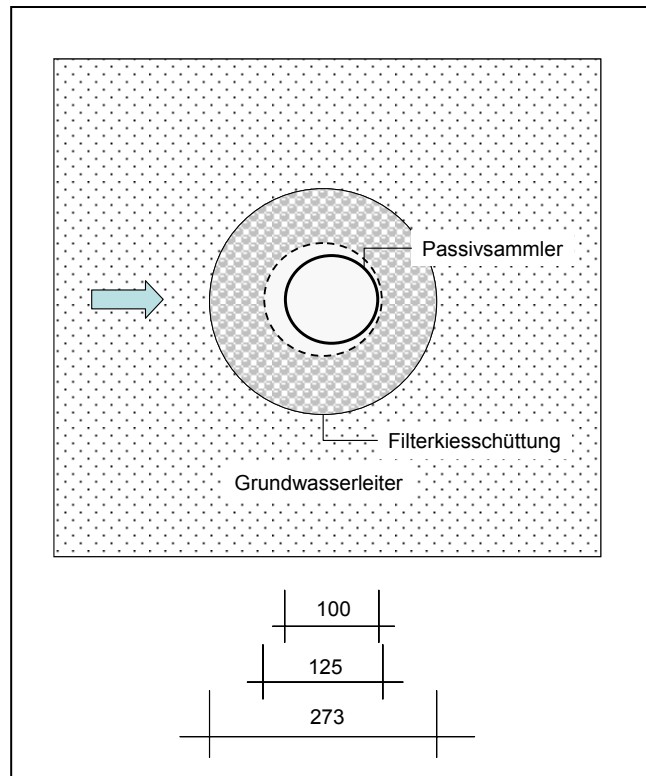 Passivsammler
Filterkiesschüttung
Grundwasserleiter
100
125
273